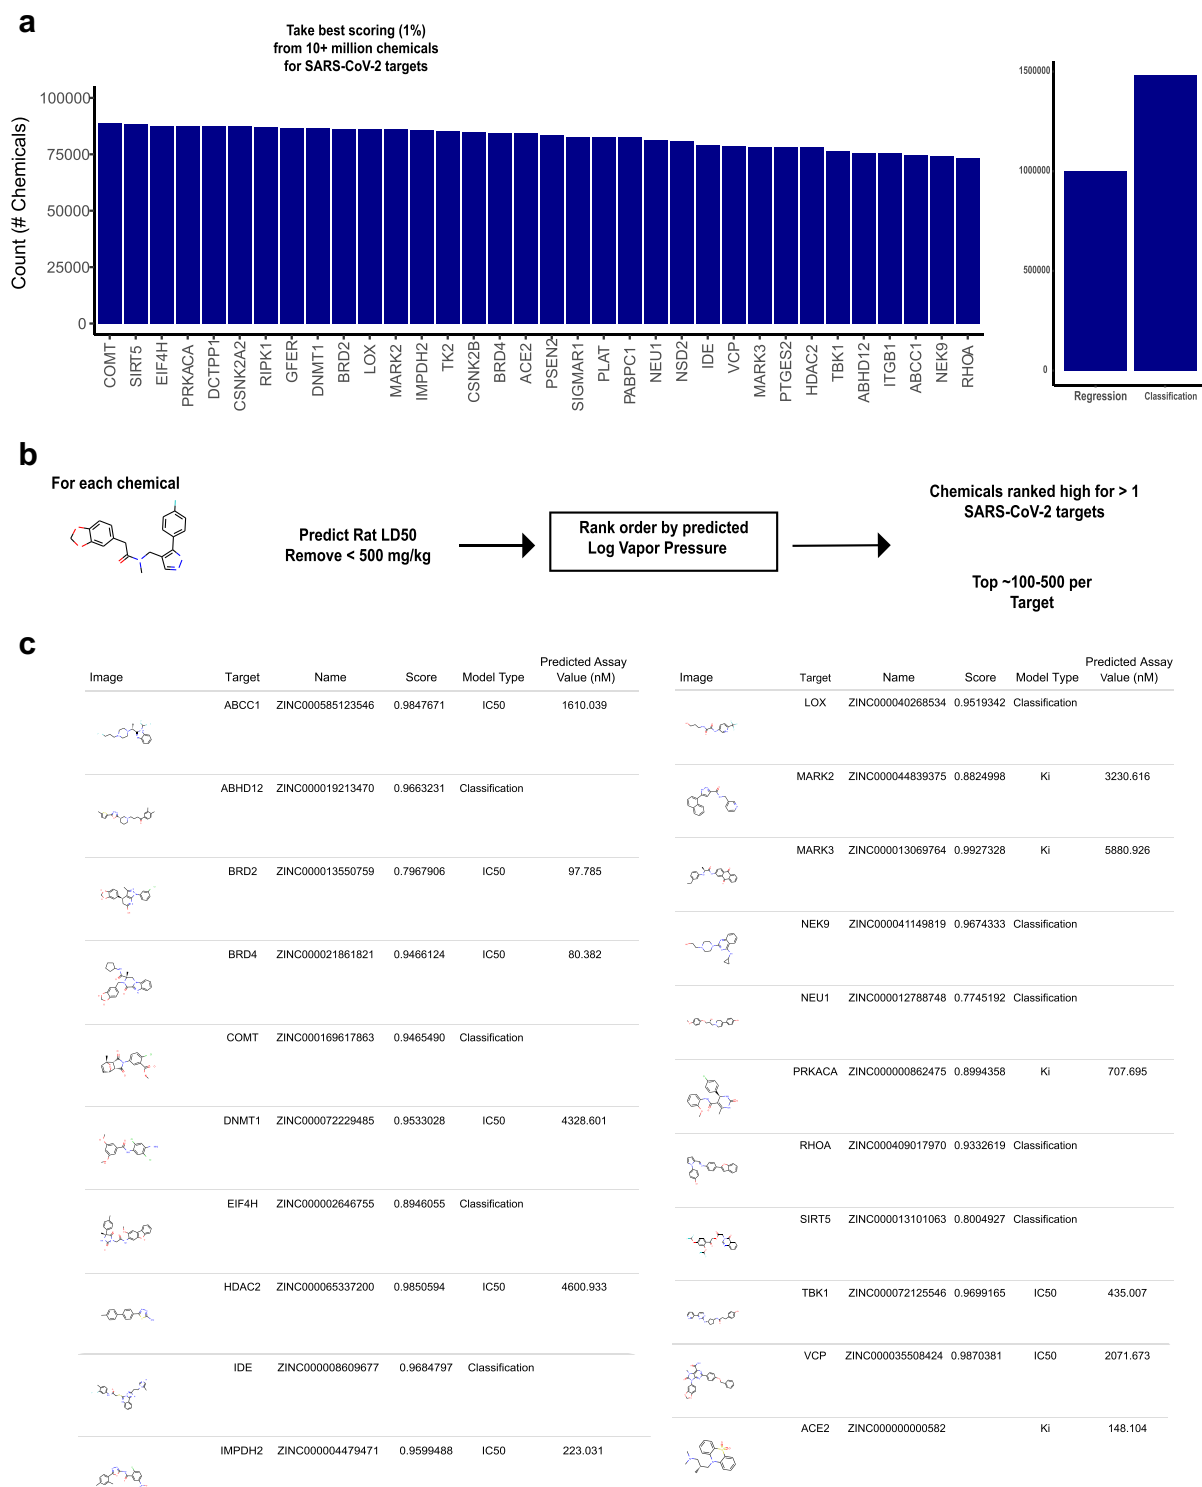 a
Take best scoring (1%)
from 10+ million chemicals
for SARS-CoV-2 targets
Count (# Chemicals)
100000
75000
50000
25000
0
COMT
SIRT5
EIF4H
PRKACA
DCTPP1
CSNK2A2
RIPK1
GFER
DNMT1
BRD2
LOX
MARK2
IMPDH2
TK2
CSNK2B
BRD4
ACE2
PSEN2
SIGMAR1
PLAT
PABPC1
NEU1
NSD2
IDE
VCP
MARK3
PTGES2
HDAC2
TBK1
ABHD12
ITGB1
ABCC1
NEK9
RHOA
1500000
1000000
500000
0
Regression Classification
b
For each chemical
Predict Rat LD50
Remove < 500 mg/kg
Rank order by predicted
Log Vapor Pressure
Chemicals ranked high for > 1
SARS-CoV-2 targets
Top ~100-500 per
Target
c
Image Target Name Score Model Type Predicted Assay Value (nM)
ABCC1 ZINC000585123546 0.9847671 IC50 1610.039
ABHD12 ZINC000019213470 0.9663231 Classification
BRD2 ZINC000013550759 0.7967906 IC50 97.785
BRD4 ZINC000021861821 0.9466124 IC50 80.382
COMT ZINC000169617863 0.9465490 Classification
DNMT1 ZINC000072229485 0.9533028 IC50 4328.601
EIF4H ZINC000002646755 0.8946055 Classification
HDAC2 ZINC000065337200 0.9850594 IC50 4600.933
IDE ZINC000008609677 0.9684797 Classification
IMPDH2 ZINC000004479471 0.9599488 IC50 223.031
Image Target Name Score Model Type Predicted Assay Value (nM)
LOX ZINC000040268534 0.9519342 Classification
MARK2 ZINC000044839375 0.8824998 Ki 3230.616
MARK3 ZINC000013069764 0.9927328 Ki 5880.926
NEK9 ZINC000041149819 0.9674333 Classification
NEU1 ZINC000012788748 0.7745192 Classification
PRKACA ZINC000000862475 0.8994358 Ki 707.695
RHOA ZINC000409017970 0.9332619 Classification
SIRT5 ZINC000013101063 0.8004927 Classification
TBK1 ZINC000072125546 0.9699165 IC50 435.007
VCP ZINC000035508424 0.9870381 IC50 2071.673
ACE2 ZINC000000000582 Ki 148.104